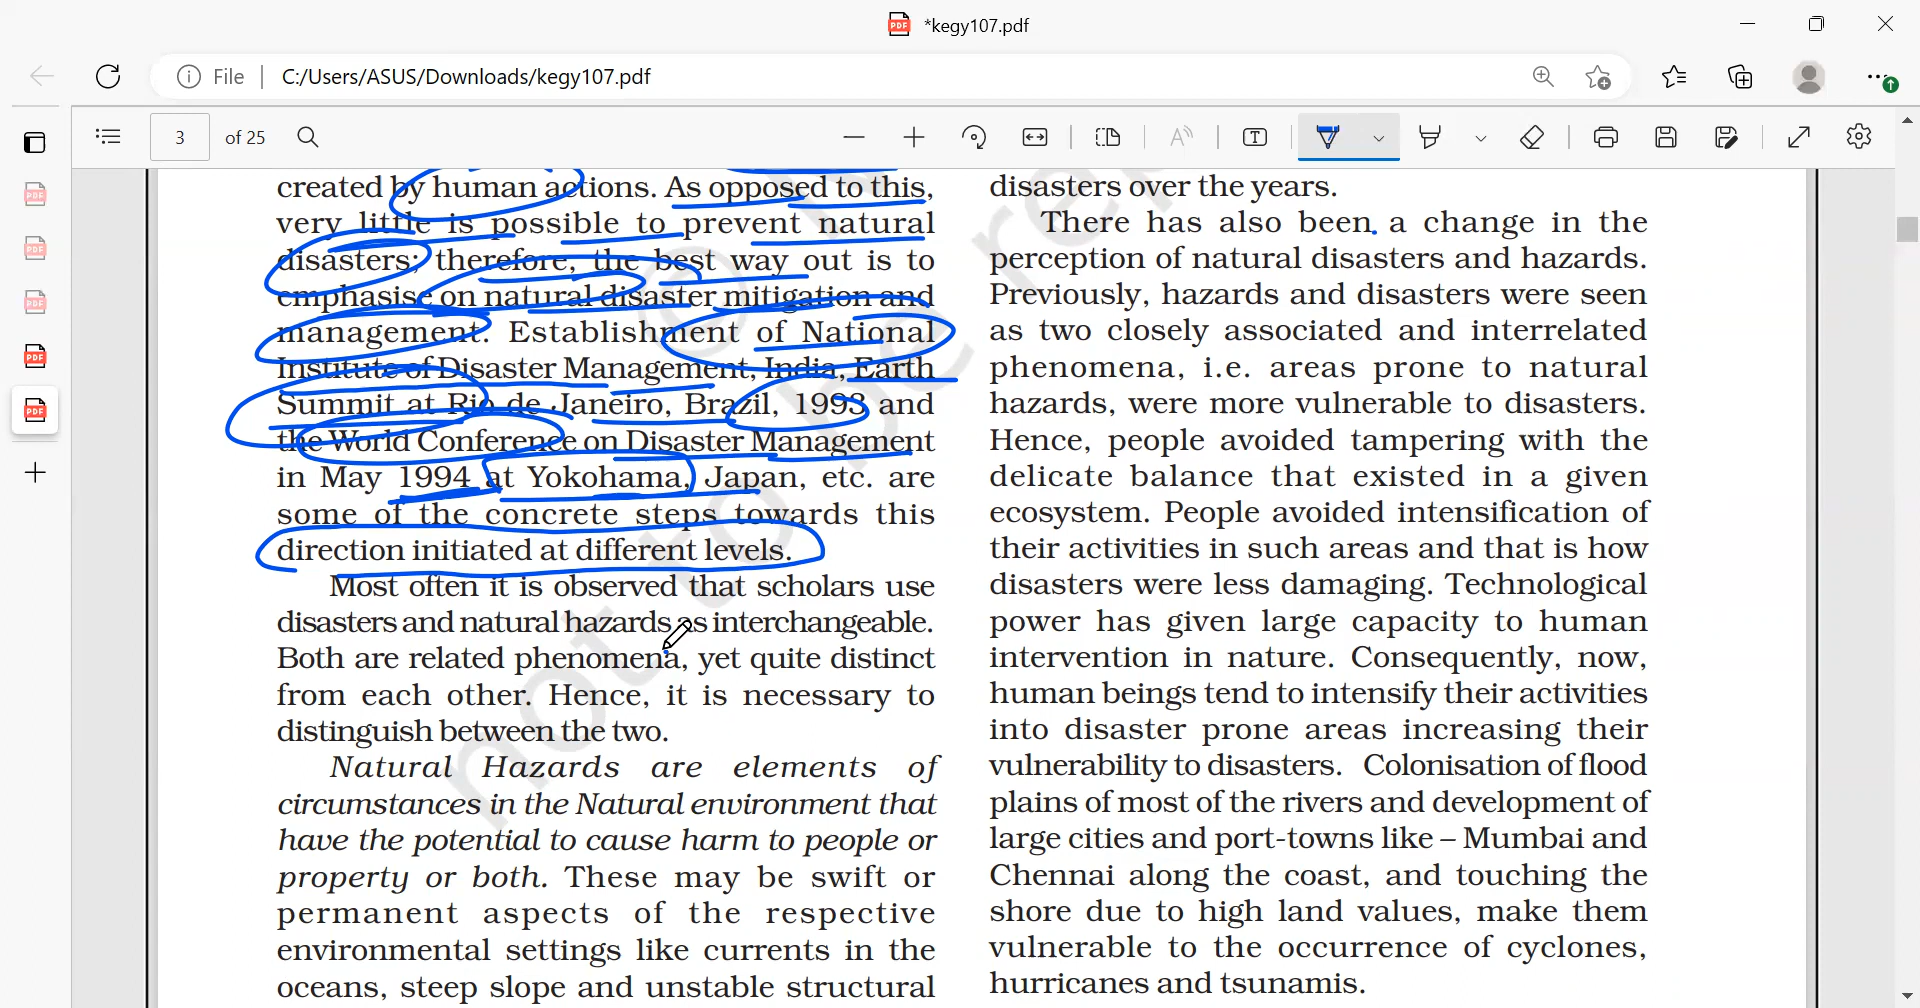 *kegy107.pdf
File
C:/Users/ASUS/Downloads/kegy107.pdf
3 of 25
created by human actions. As opposed to this,
very little is possible to prevent natural
disasters; therefore, the best way out is to
emphasise on natural disaster mitigation and
management. Establishment of National
Institute of Disaster Management, India, Earth
Summit at Rio de Janeiro, Brazil, 1993 and
the World Conference on Disaster Management
in May 1994 at Yokohama, Japan, etc. are
some of the concrete steps towards this
direction initiated at different levels.
Most often it is observed that scholars use
disasters and natural hazards as interchangeable.
Both are related phenomena, yet quite distinct
from each other. Hence, it is necessary to
distinguish between the two.
Natural Hazards are elements of
circumstances in the Natural environment that
have the potential to cause harm to people or
property or both. These may be swift or
permanent aspects of the respective
environmental settings like currents in the
oceans, steep slope and unstable structural
disasters over the years.
There has also been a change in the
perception of natural disasters and hazards.
Previously, hazards and disasters were seen
as two closely associated and interrelated
phenomena, i.e. areas prone to natural
hazards, were more vulnerable to disasters.
Hence, people avoided tampering with the
delicate balance that existed in a given
ecosystem. People avoided intensification of
their activities in such areas and that is how
disasters were less damaging. Technological
power has given large capacity to human
intervention in nature. Consequently, now,
human beings tend to intensify their activities
into disaster prone areas increasing their
vulnerability to disasters. Colonisation of flood
plains of most of the rivers and development of
large cities and port-towns like – Mumbai and
Chennai along the coast, and touching the
shore due to high land values, make them
vulnerable to the occurrence of cyclones,
hurricanes and tsunamis.
not to be rep